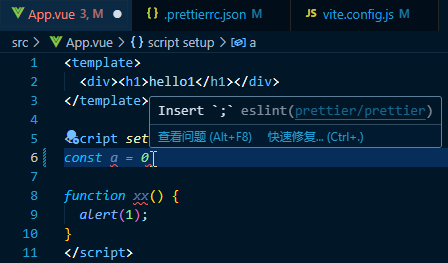 App.vue 3, M
.prettierrc.json M
JS vite.config.js M
src > App.vue > script setup > a
1 <template>
2 <div><h1>hello1</h1></div>
3 </template>
Insert `;` eslint(prettier/prettier)
查看问题 (Alt+F8) 快速修复... (Ctrl+.)
4
5 <script set
6 const a = 0
7
8 function xx() {
9 alert(1);
10 }
11 </script>